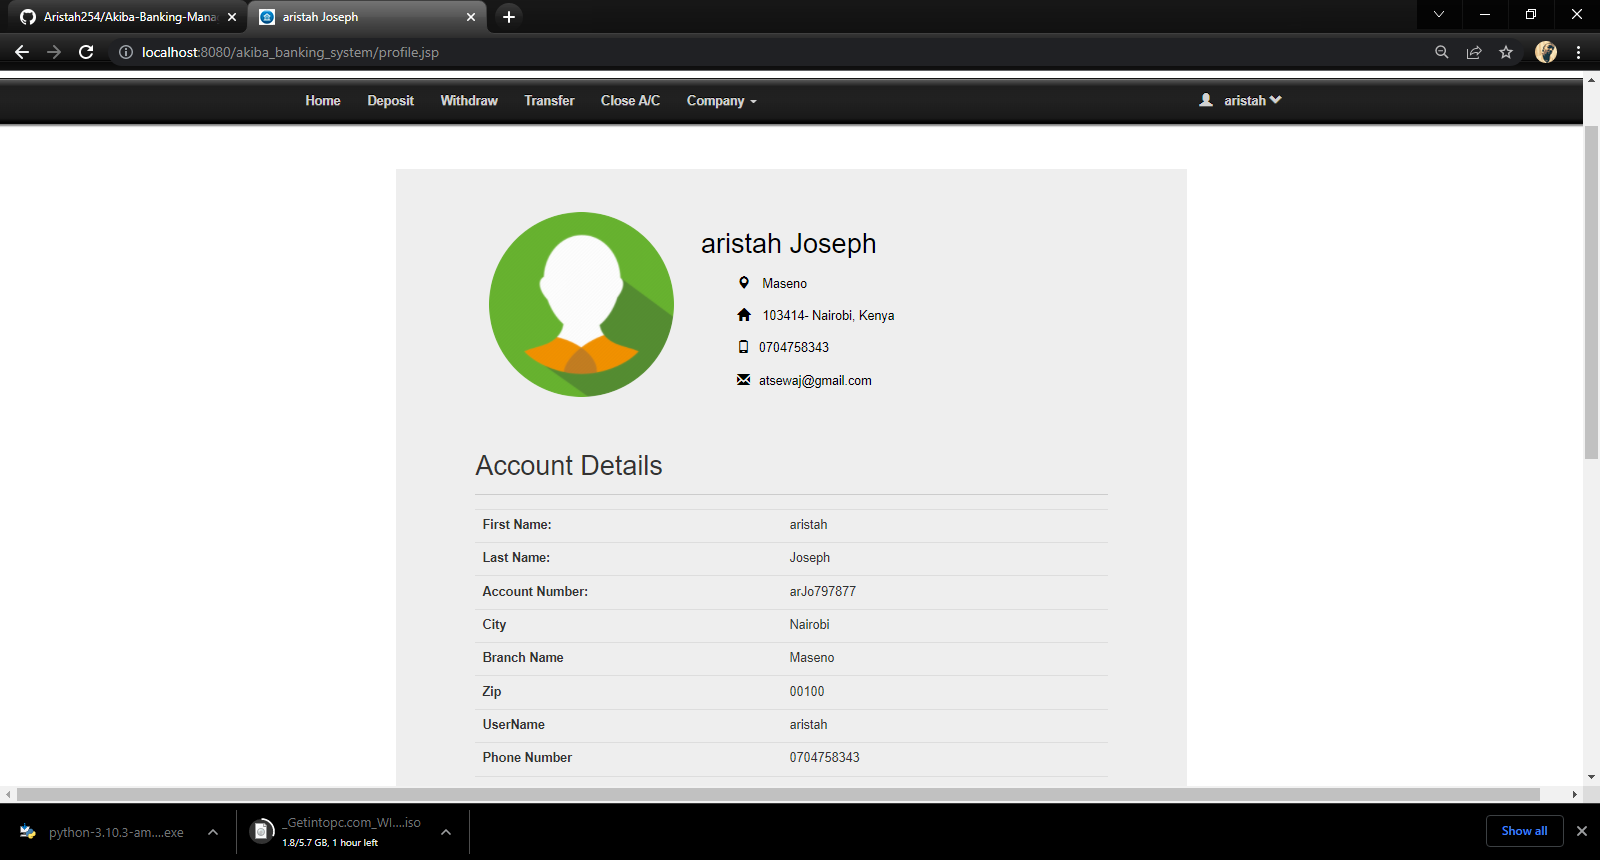 Aristah254/Akiba-Banking-Mana
aristah Joseph
localhost:8080/akiba_banking_system/profile.jsp
Home Deposit Withdraw Transfer Close A/C Company aristah
aristah Joseph
Maseno
103414- Nairobi, Kenya
0704758343
atsewaj@gmail.com
Account Details
First Name: aristah
Last Name: Joseph
Account Number: arJo797877
City Nairobi
Branch Name Maseno
Zip 00100
UserName aristah
Phone Number 0704758343
python-3.10.3-am....exe
_Getintopc.com_WI....iso
1.8/5.7 GB, 1 hour left
Show all